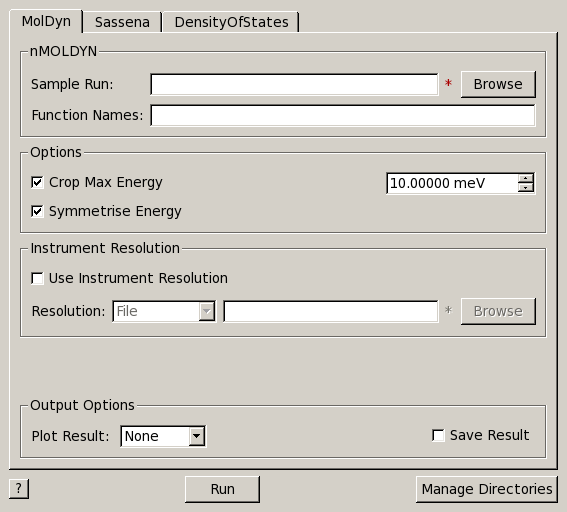 MolDyn Sassena DensityOfStates
nMOLDYN
Sample Run: * Browse
Function Names:
Options
Crop Max Energy 10.00000 meV
Symmetrise Energy
Instrument Resolution
Use Instrument Resolution
Resolution: File * Browse
Output Options
Plot Result: None Save Result
? Run Manage Directories